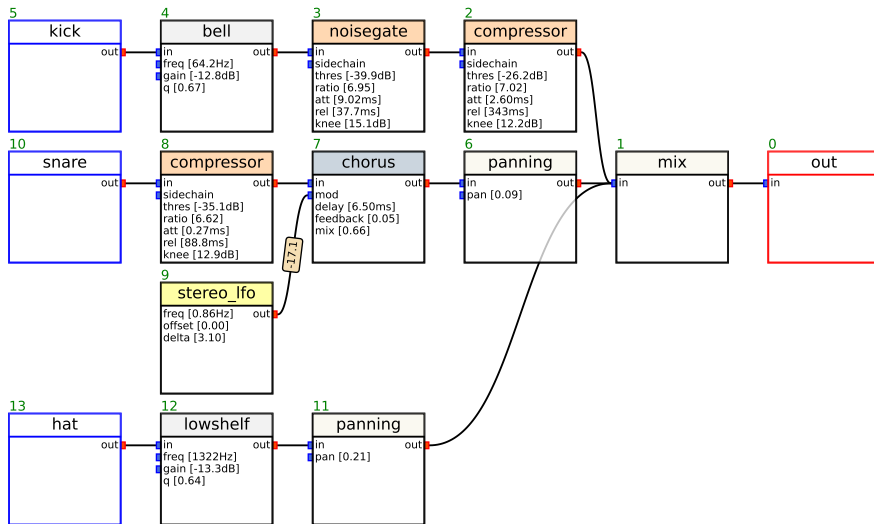 5
kick
out
4
bell
in out
freq [64.2Hz]
gain [-12.8dB]
q [0.67]
3
noisegate
in out
sidechain
thres [-39.9dB]
ratio [6.95]
att [9.02ms]
rel [37.7ms]
knee [15.1dB]
2
compressor
in out
sidechain
thres [-26.2dB]
ratio [7.02]
att [2.60ms]
rel [343ms]
knee [12.2dB]
10
snare
out
8
compressor
in out
sidechain
thres [-35.1dB]
ratio [6.62]
att [0.27ms]
rel [88.8ms]
knee [12.9dB]
7
chorus
in out
mod
delay [6.50ms]
feedback [0.05]
mix [0.66]
6
panning
in out
pan [0.09]
1
mix
in out
0
out
in
-17.1
9
stereo_lfo
freq [0.86Hz] out
offset [0.00]
delta [3.10]
13
hat
out
12
lowshelf
in out
freq [1322Hz]
gain [-13.3dB]
q [0.64]
11
panning
in out
pan [0.21]